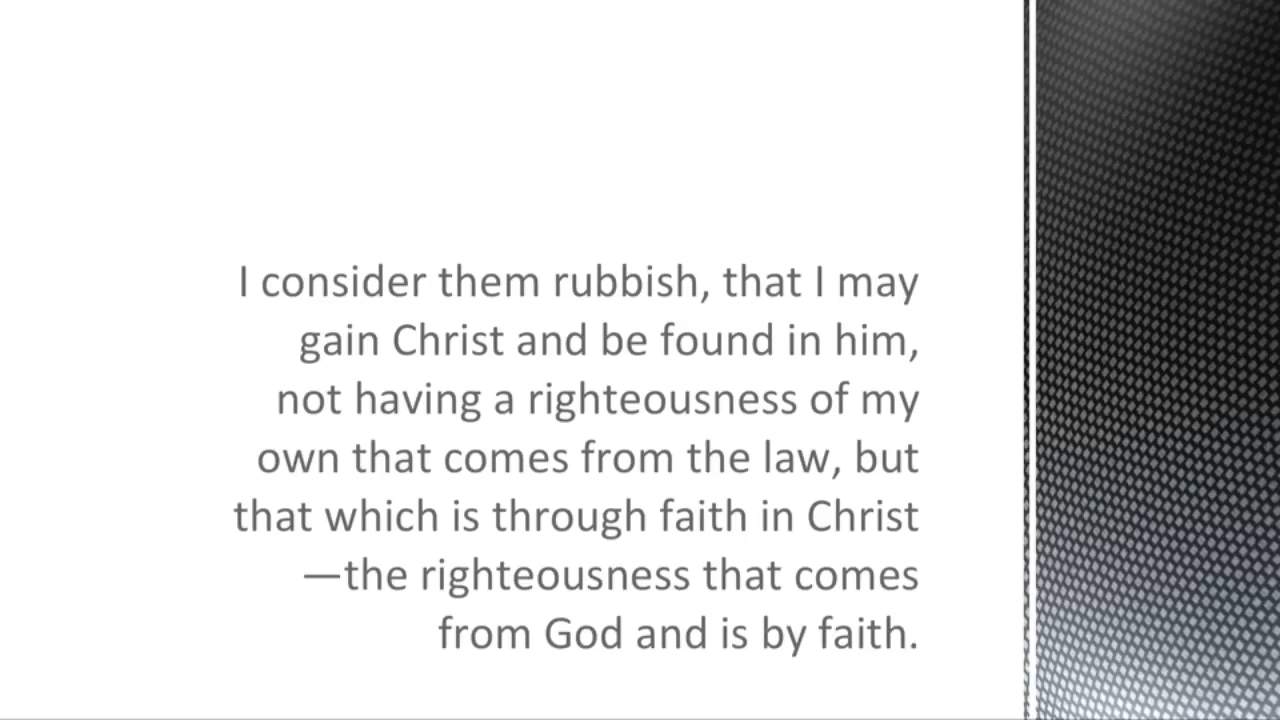 I consider them rubbish, that I may
gain Christ and be found in him,
not having a righteousness of my
own that comes from the law, but
that which is through faith in Christ
—the righteousness that comes
from God and is by faith.